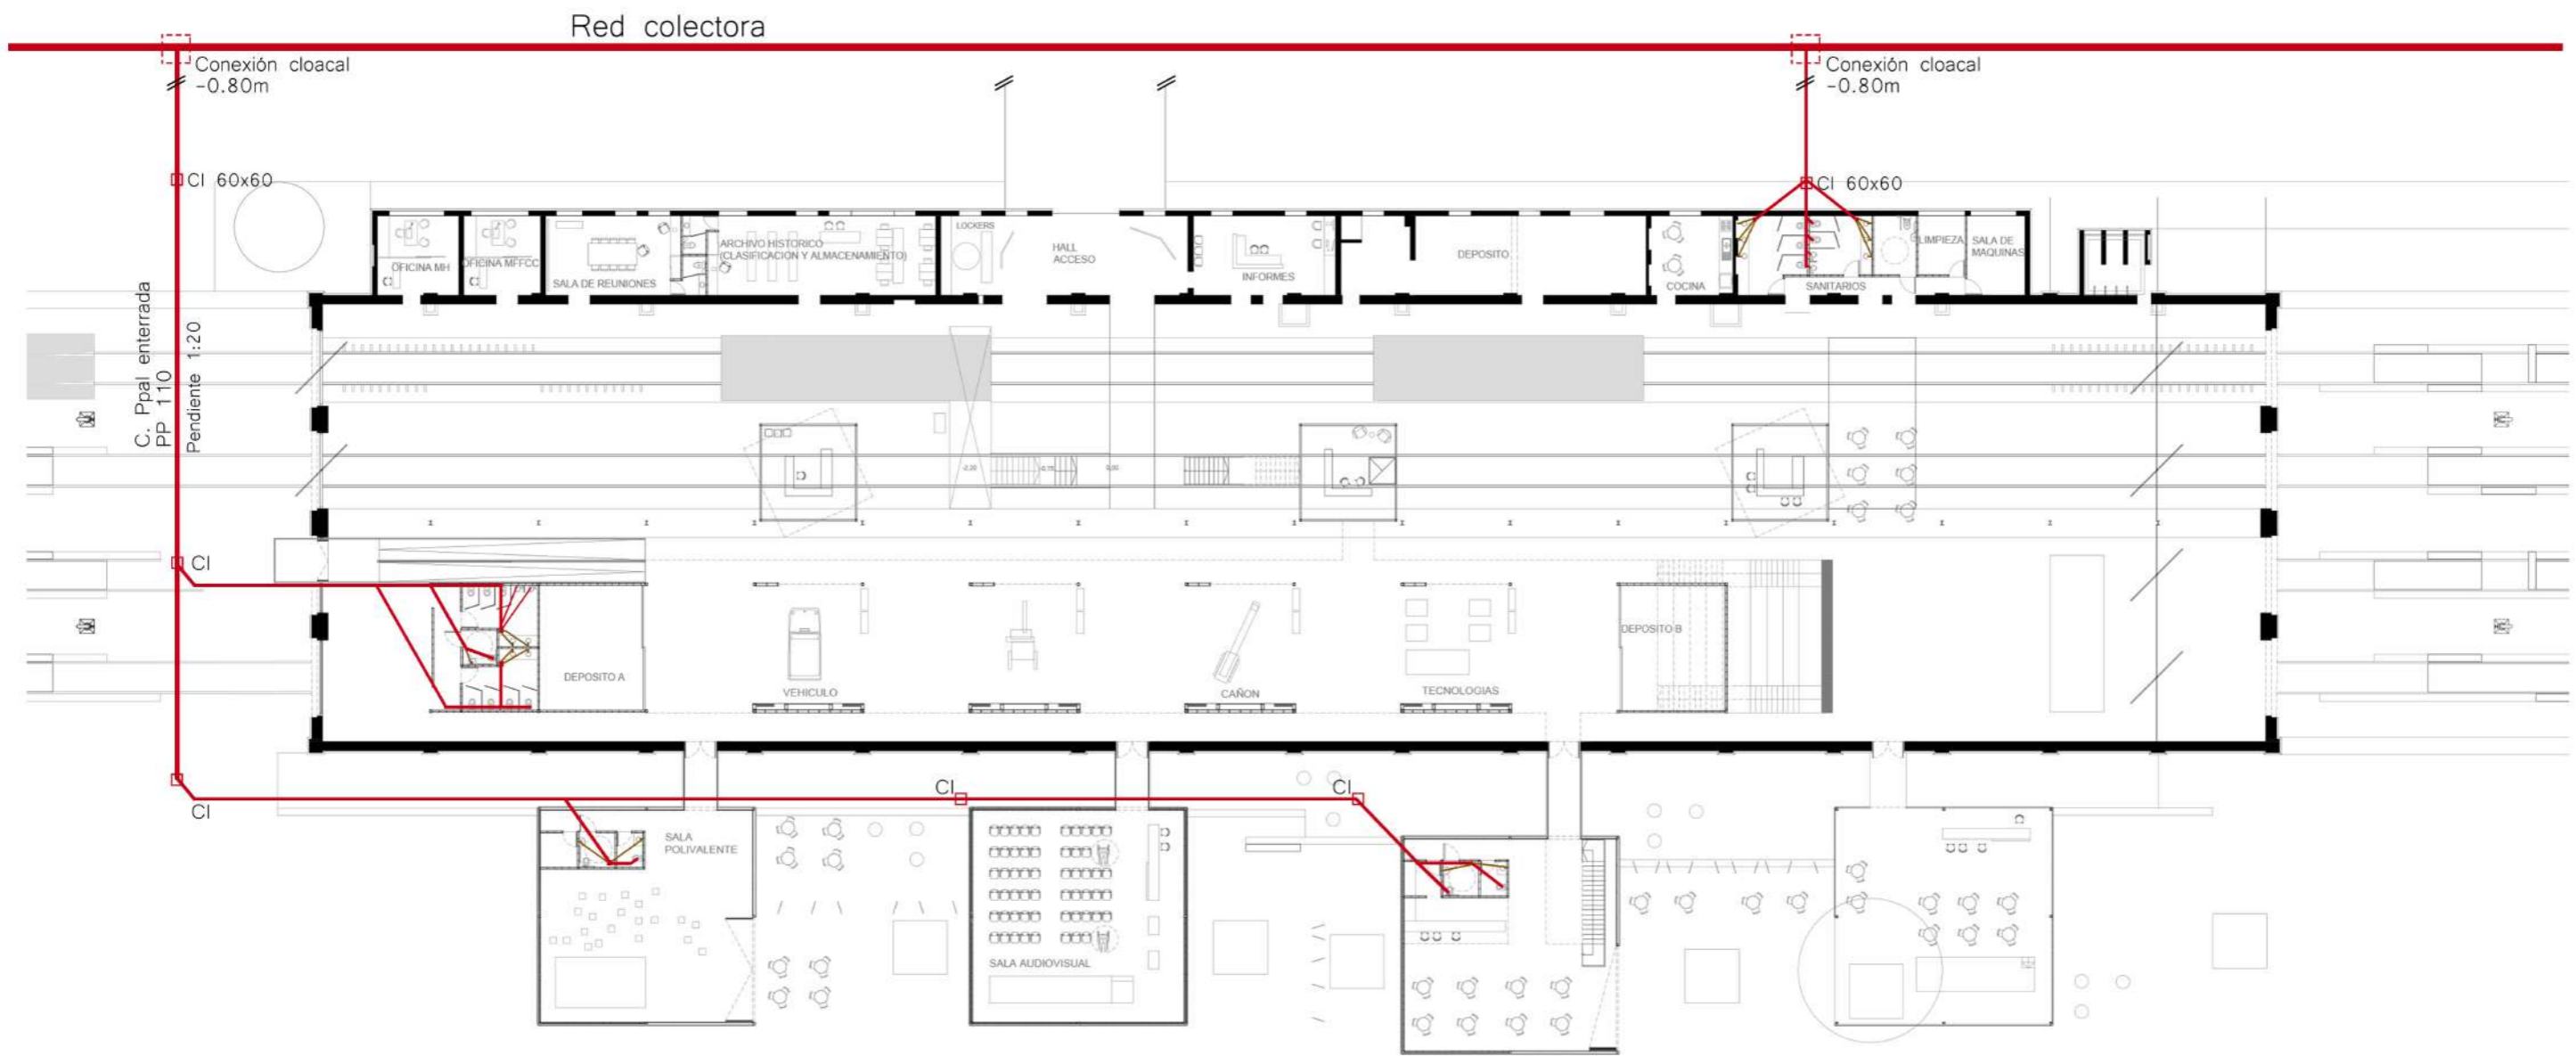 Red colectora
Conexión cloacal
-0.80m
Conexión cloacal
-0.80m
CI 60x60
CI 60x60
OFICINA MH
OFICINA MFFCC
SALA DE REUNIONES
ARCHIVO HISTORICO
(CLASIFICACION Y ALMACENAMIENTO)
LOCKERS
HALL
ACCESO
INFORMES
DEPOSITO
COCINA
SANITARIOS
LIMPIEZA
SALA DE
MAQUINAS
C. Ppal enterrada
PP 110
Pendiente 1:20
CI
DEPOSITO A
VEHICULO
CAÑON
TECNOLOGIAS
DEPOSITO B
CI
CI
CI
SALA
POLIVALENTE
SALA AUDIOVISUAL